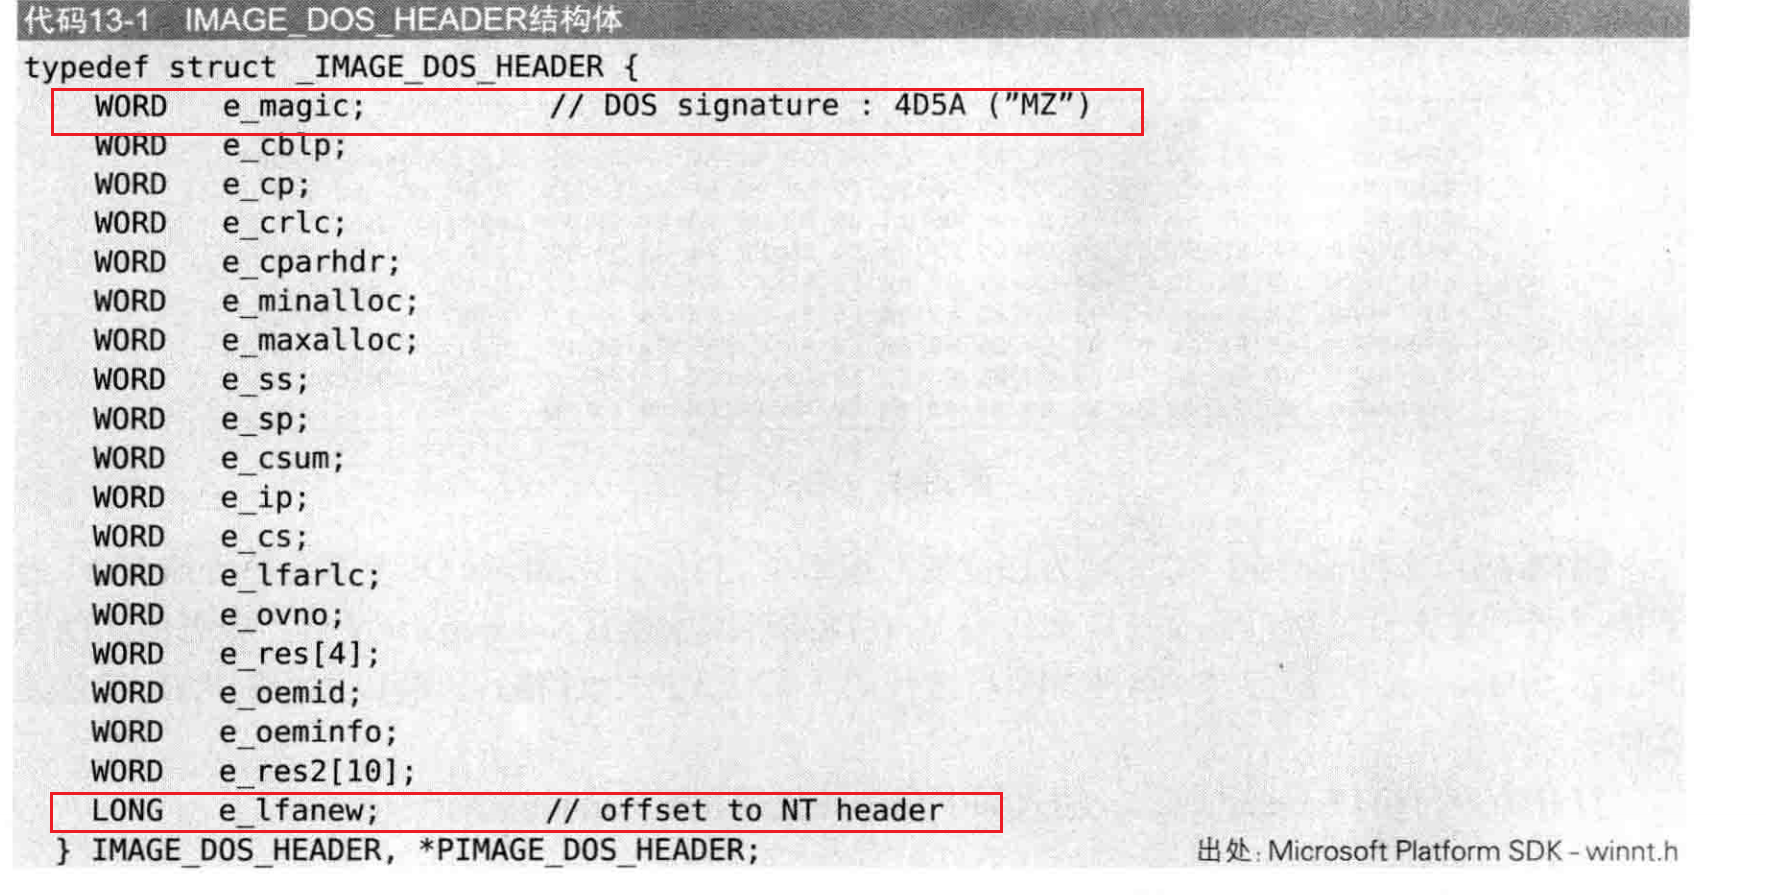 代码13-1 IMAGE_DOS_HEADER结构体
typedef struct _IMAGE_DOS_HEADER {
WORD e_magic; // DOS signature : 4D5A ("MZ")
WORD e_cblp;
WORD e_cp;
WORD e_crlc;
WORD e_cparhdr;
WORD e_minalloc;
WORD e_maxalloc;
WORD e_ss;
WORD e_sp;
WORD e_csum;
WORD e_ip;
WORD e_cs;
WORD e_lfarlc;
WORD e_ovno;
WORD e_res[4];
WORD e_oemid;
WORD e_oeminfo;
WORD e_res2[10];
LONG e_lfanew; // offset to NT header
} IMAGE_DOS_HEADER, *PIMAGE_DOS_HEADER;
出处: Microsoft Platform SDK - winnt.h